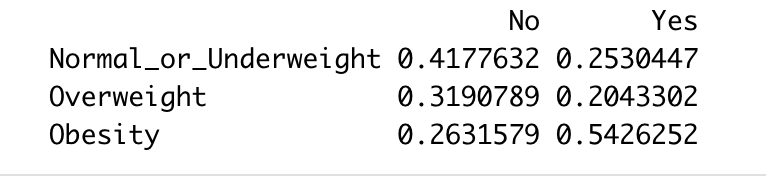 No Yes
Normal_or_Underweight 0.4177632 0.2530447
Overweight 0.3190789 0.2043302
Obesity 0.2631579 0.5426252